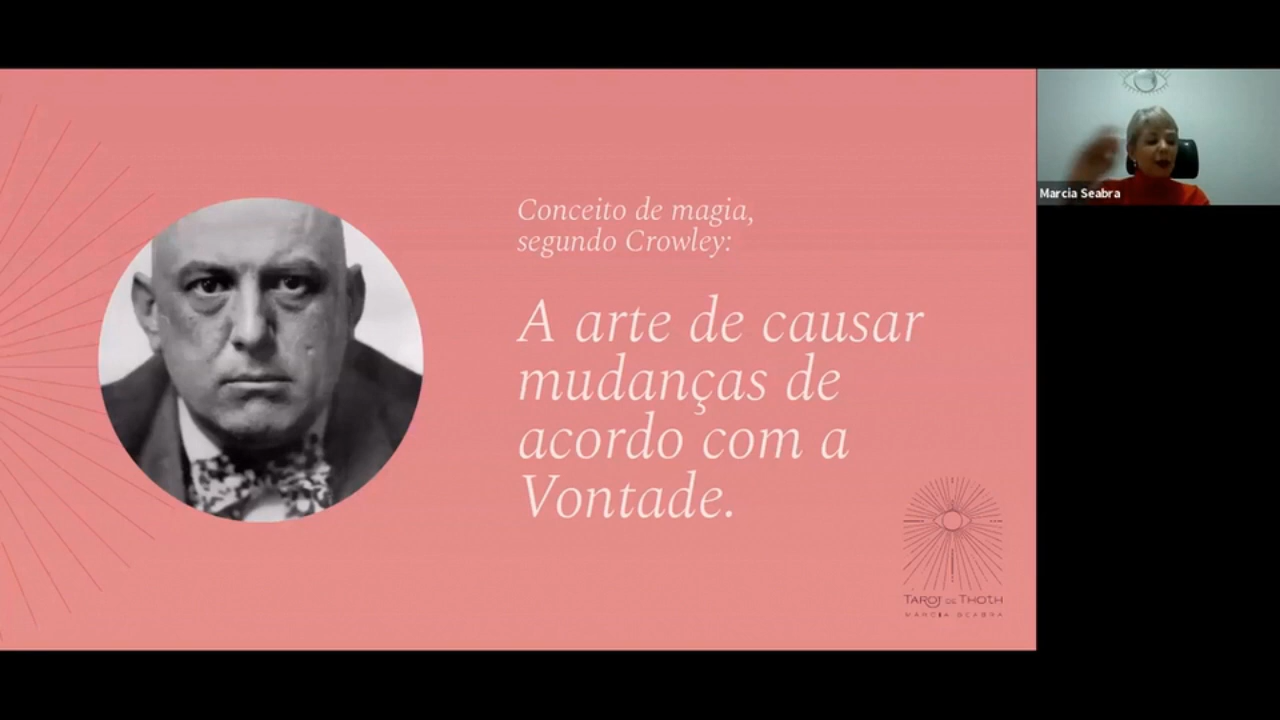 Conceito de magia,
segundo Crowley:
A arte de causar
mudanças de
acordo com a
Vontade.
TAROT DE THOTH
MARCIA SEABRA
Marcia Seabra